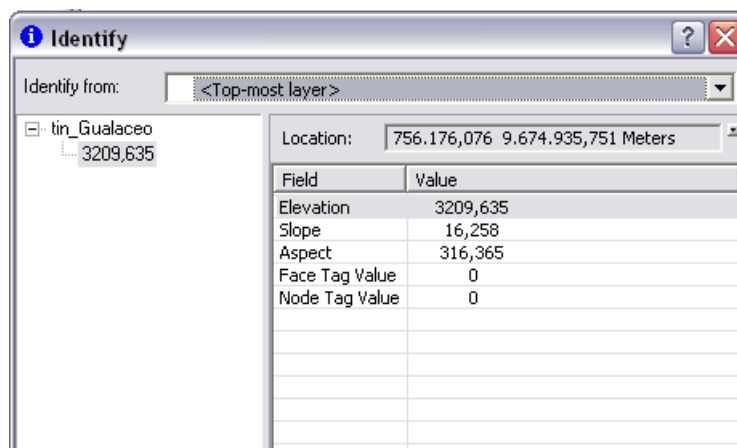 Identify
Identify from: <Top-most layer>
tin_Gualaceo
3209,635
Location: 756.176,076 9.674.935,751 Meters
Field Value
Elevation 3209,635
Slope 16,258
Aspect 316,365
Face Tag Value 0
Node Tag Value 0